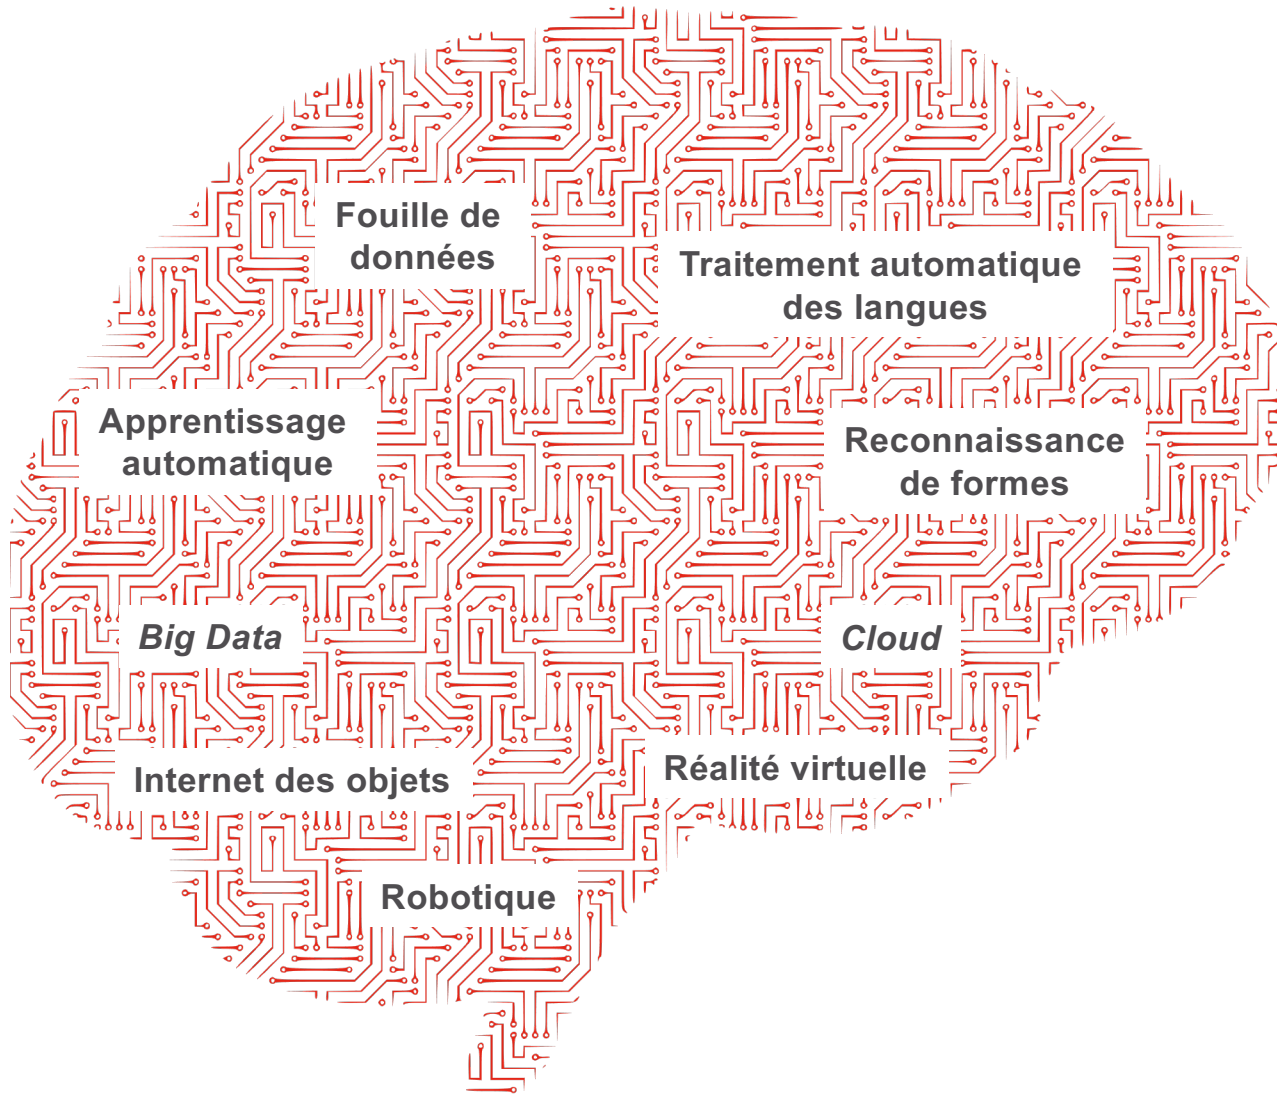 Fouille de
données
Traitement automatique
des langues
Apprentissage
automatique
Reconnaissance
de formes
Big Data
Cloud
Internet des objets
Réalité virtuelle
Robotique